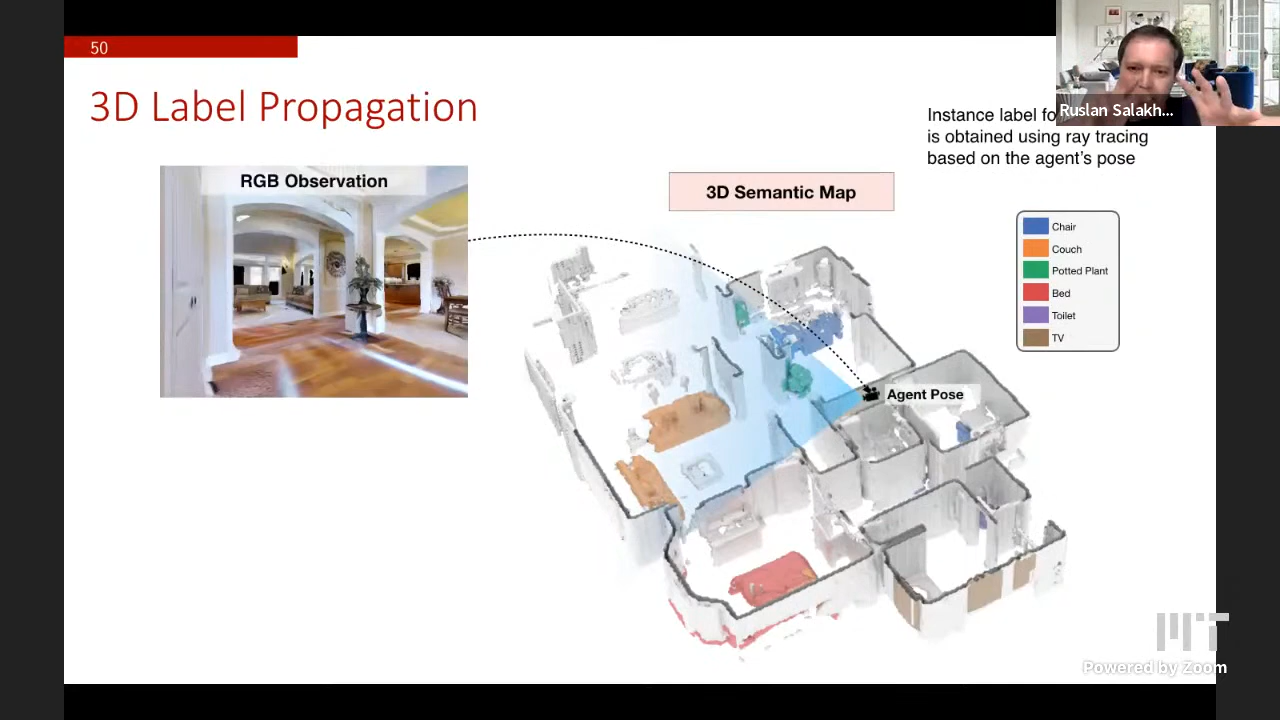 50
3D Label Propagation
Ruslan Salakh...
Instance label fo
is obtained using ray tracing
based on the agent's pose
RGB Observation
3D Semantic Map
Chair
Couch
Potted Plant
Bed
Toilet
TV
Agent Pose
MIT
Powered by Zoom